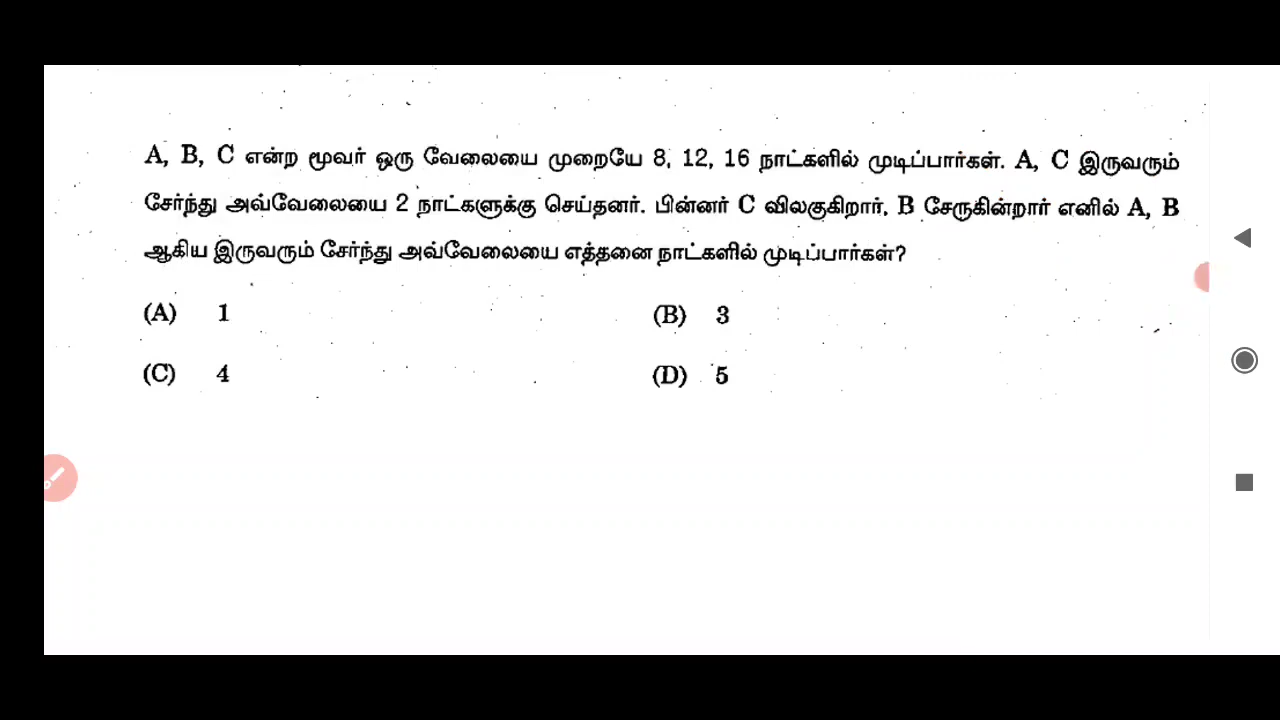 A, B, C என்ற மூவர் ஒரு வேலையை முறையே 8, 12, 16 நாட்களில் முடிப்பார்கள். A, C இருவரும்
சேர்ந்து அவ்வேலையை 2 நாட்களுக்கு செய்தனர். பின்னர் C விலகுகிறார். B சேருகின்றார் எனில் A, B
ஆகிய இருவரும் சேர்ந்து அவ்வேலையை எத்தனை நாட்களில் முடிப்பார்கள்?
(A) 1 (B) 3
(C) 4 (D) 5